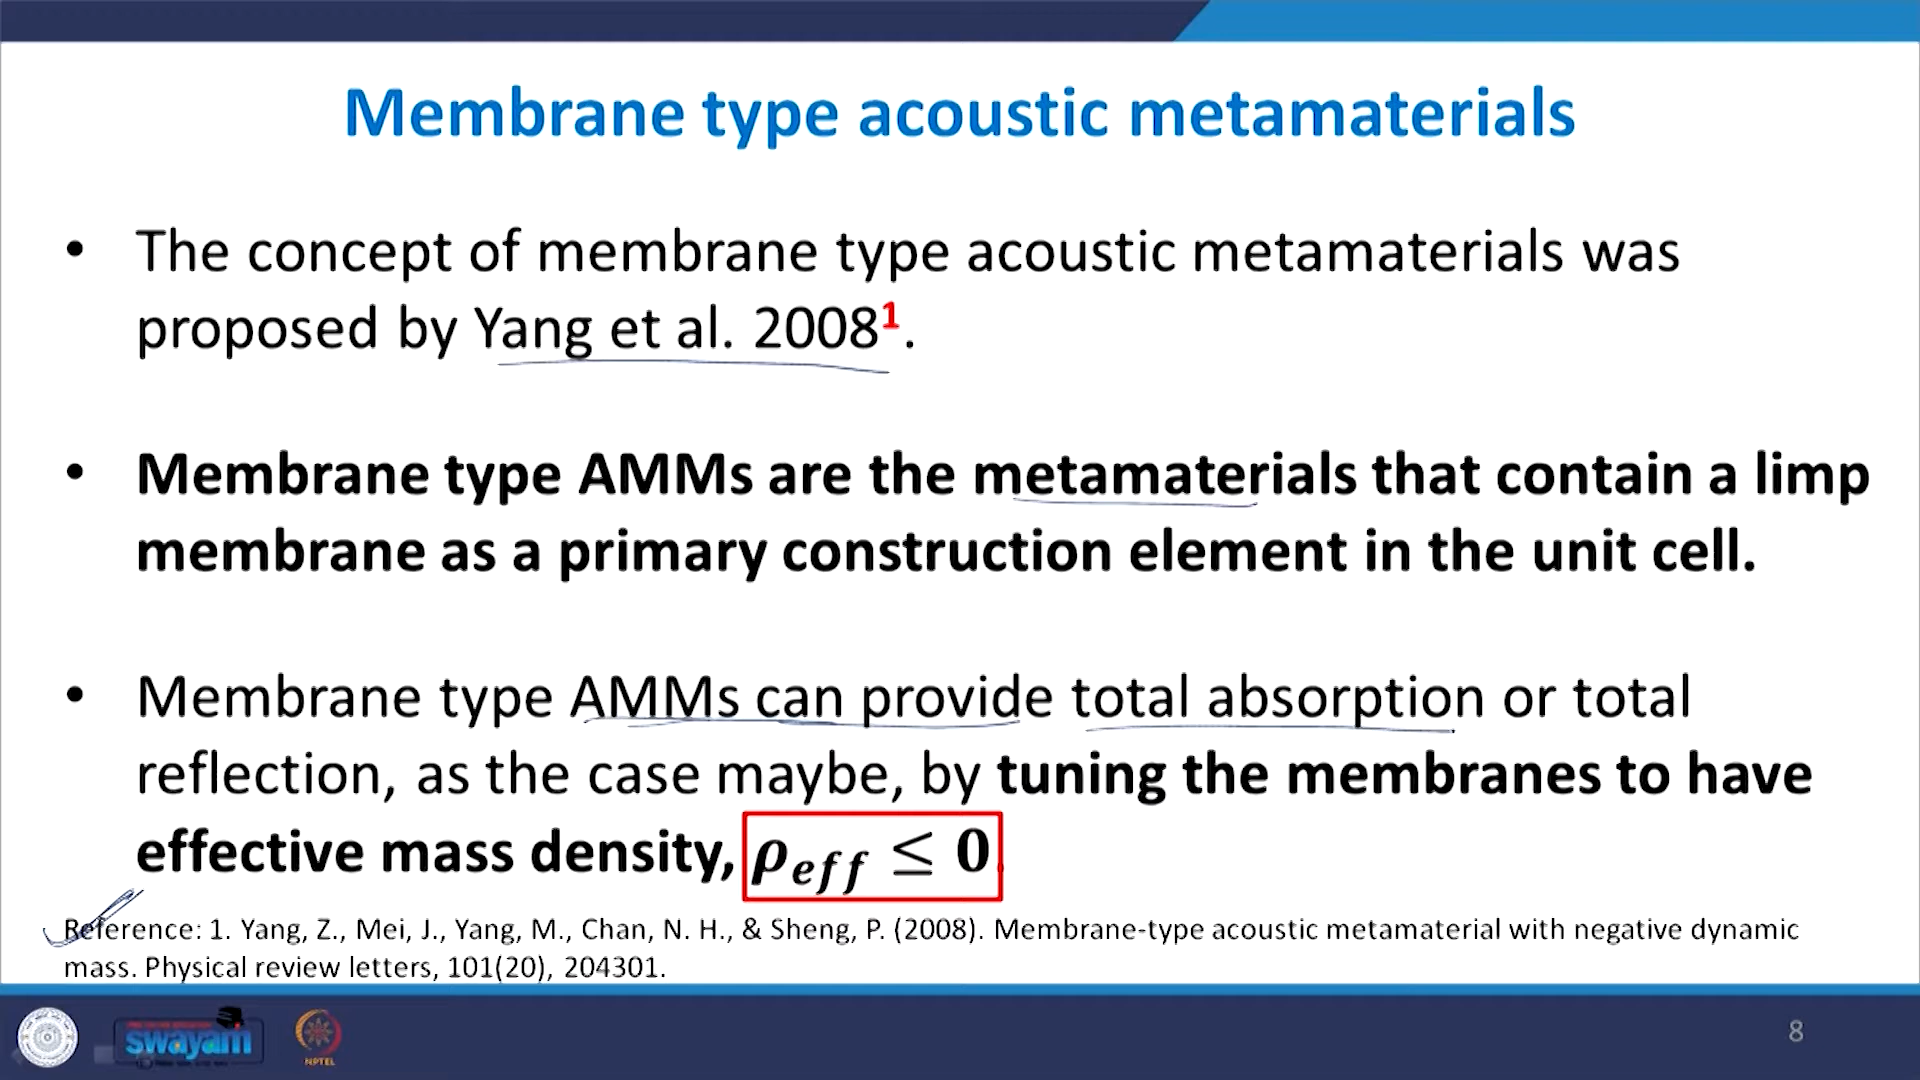 Membrane type acoustic metamaterials
• The concept of membrane type acoustic metamaterials was
proposed by Yang et al. 2008¹.
• Membrane type AMMs are the metamaterials that contain a limp
membrane as a primary construction element in the unit cell.
• Membrane type AMMs can provide total absorption or total
reflection, as the case maybe, by tuning the membranes to have
effective mass density, ρeff ≤ 0
Reference: 1. Yang, Z., Mei, J., Yang, M., Chan, N. H., & Sheng, P. (2008). Membrane-type acoustic metamaterial with negative dynamic
mass. Physical review letters, 101(20), 204301.
swayam
NPTEL
8